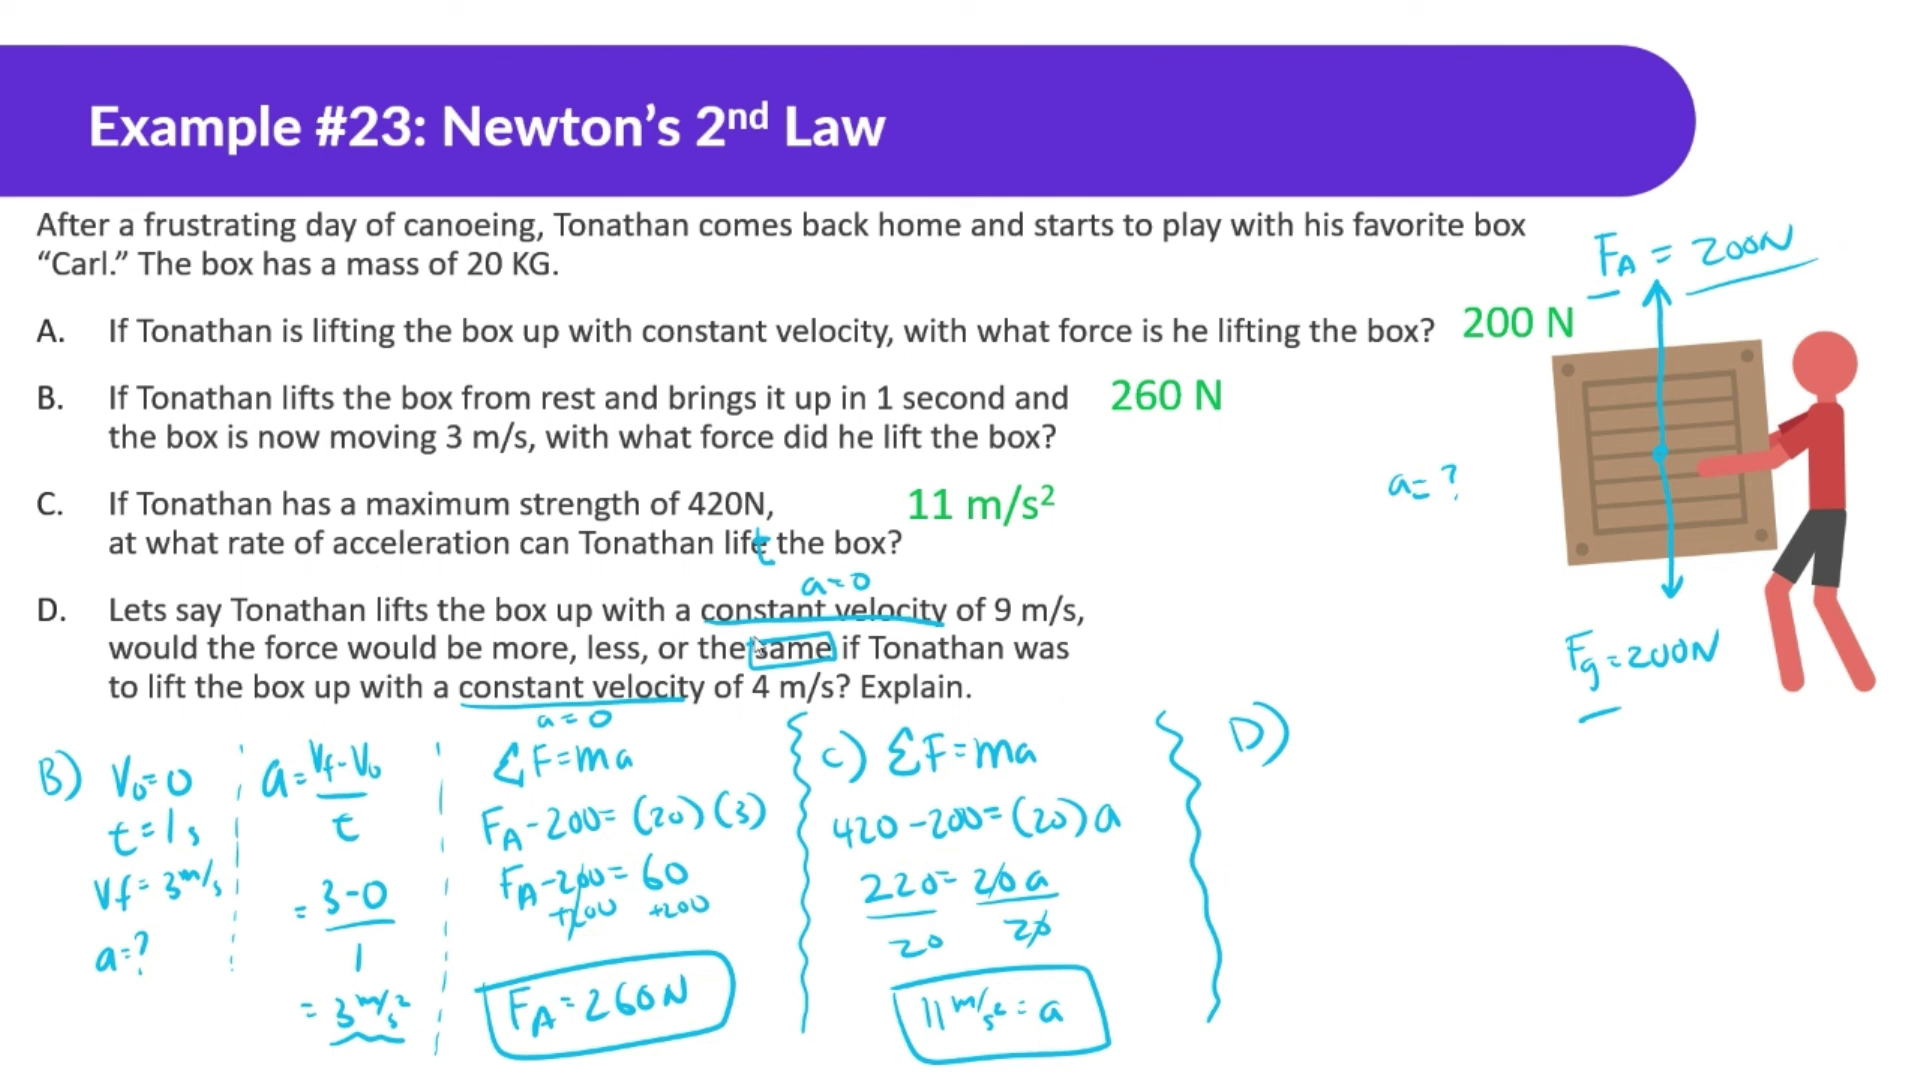 Example #23: Newton's 2nd Law
After a frustrating day of canoeing, Tonathan comes back home and starts to play with his favorite box
“Carl.” The box has a mass of 20 KG.
F_A = 200N
A. If Tonathan is lifting the box up with constant velocity, with what force is he lifting the box? 200 N
B. If Tonathan lifts the box from rest and brings it up in 1 second and 260 N
the box is now moving 3 m/s, with what force did he lift the box?
a=?
C. If Tonathan has a maximum strength of 420N, 11 m/s²
at what rate of acceleration can Tonathan lift the box?
a=0
D. Lets say Tonathan lifts the box up with a constant velocity of 9 m/s,
would the force would be more, less, or the same if Tonathan was
to lift the box up with a constant velocity of 4 m/s? Explain.
Fg=200N
a=0
B) V₀=0
t=1s
Vf=3m/s
a=?
a=Vf-V₀
t
=3-0
1
=3m/s²
ΣF=ma
F_A-200=(20)(3)
F_A-200=60
+200 +200
F_A=260N
C) ΣF=ma
420-200=(20)a
220=20a
20 20
11m/s²=a
D)